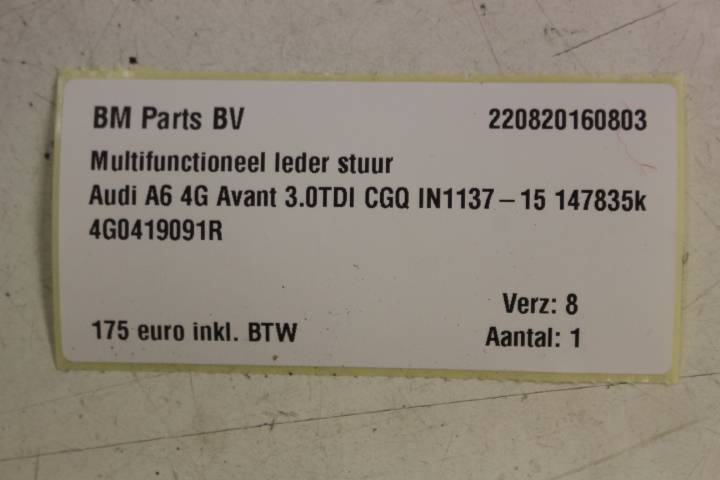 BM Parts BV 220820160803
Multifunctioneel leder stuur
Audi A6 4G Avant 3.0TDI CGQ IN1137 – 15 147835k
4G0419091R
Verz: 8
175 euro inkl. BTW Aantal: 1